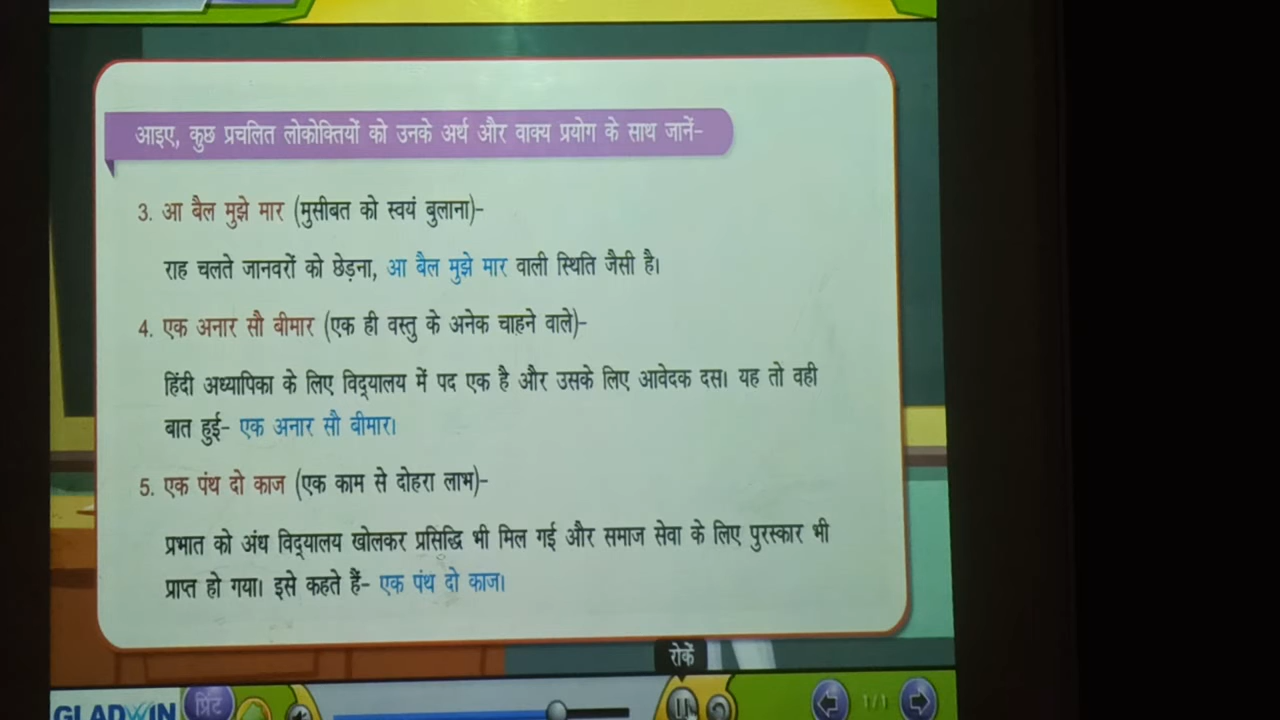 आइए, कुछ प्रचलित लोकोक्तियों को उनके अर्थ और वाक्य प्रयोग के साथ जानें-
3. आ बैल मुझे मार (मुसीबत को स्वयं बुलाना)-
राह चलते जानवरों को छेड़ना, आ बैल मुझे मार वाली स्थिति जैसी है।
4. एक अनार सौ बीमार (एक ही वस्तु के अनेक चाहने वाले)-
हिंदी अध्यापिका के लिए विद्‌यालय में पद एक है और उसके लिए आवेदक दस। यह तो वही
बात हुई- एक अनार सौ बीमार।
5. एक पंथ दो काज (एक काम से दोहरा लाभ)-
प्रभात को अंध विद्‌यालय खोलकर प्रसिद्धि भी मिल गई और समाज सेवा के लिए पुरस्कार भी
प्राप्त हो गया। इसे कहते हैं- एक पंथ दो काज।
रोकें
GLADWIN प्रिंट 1/1